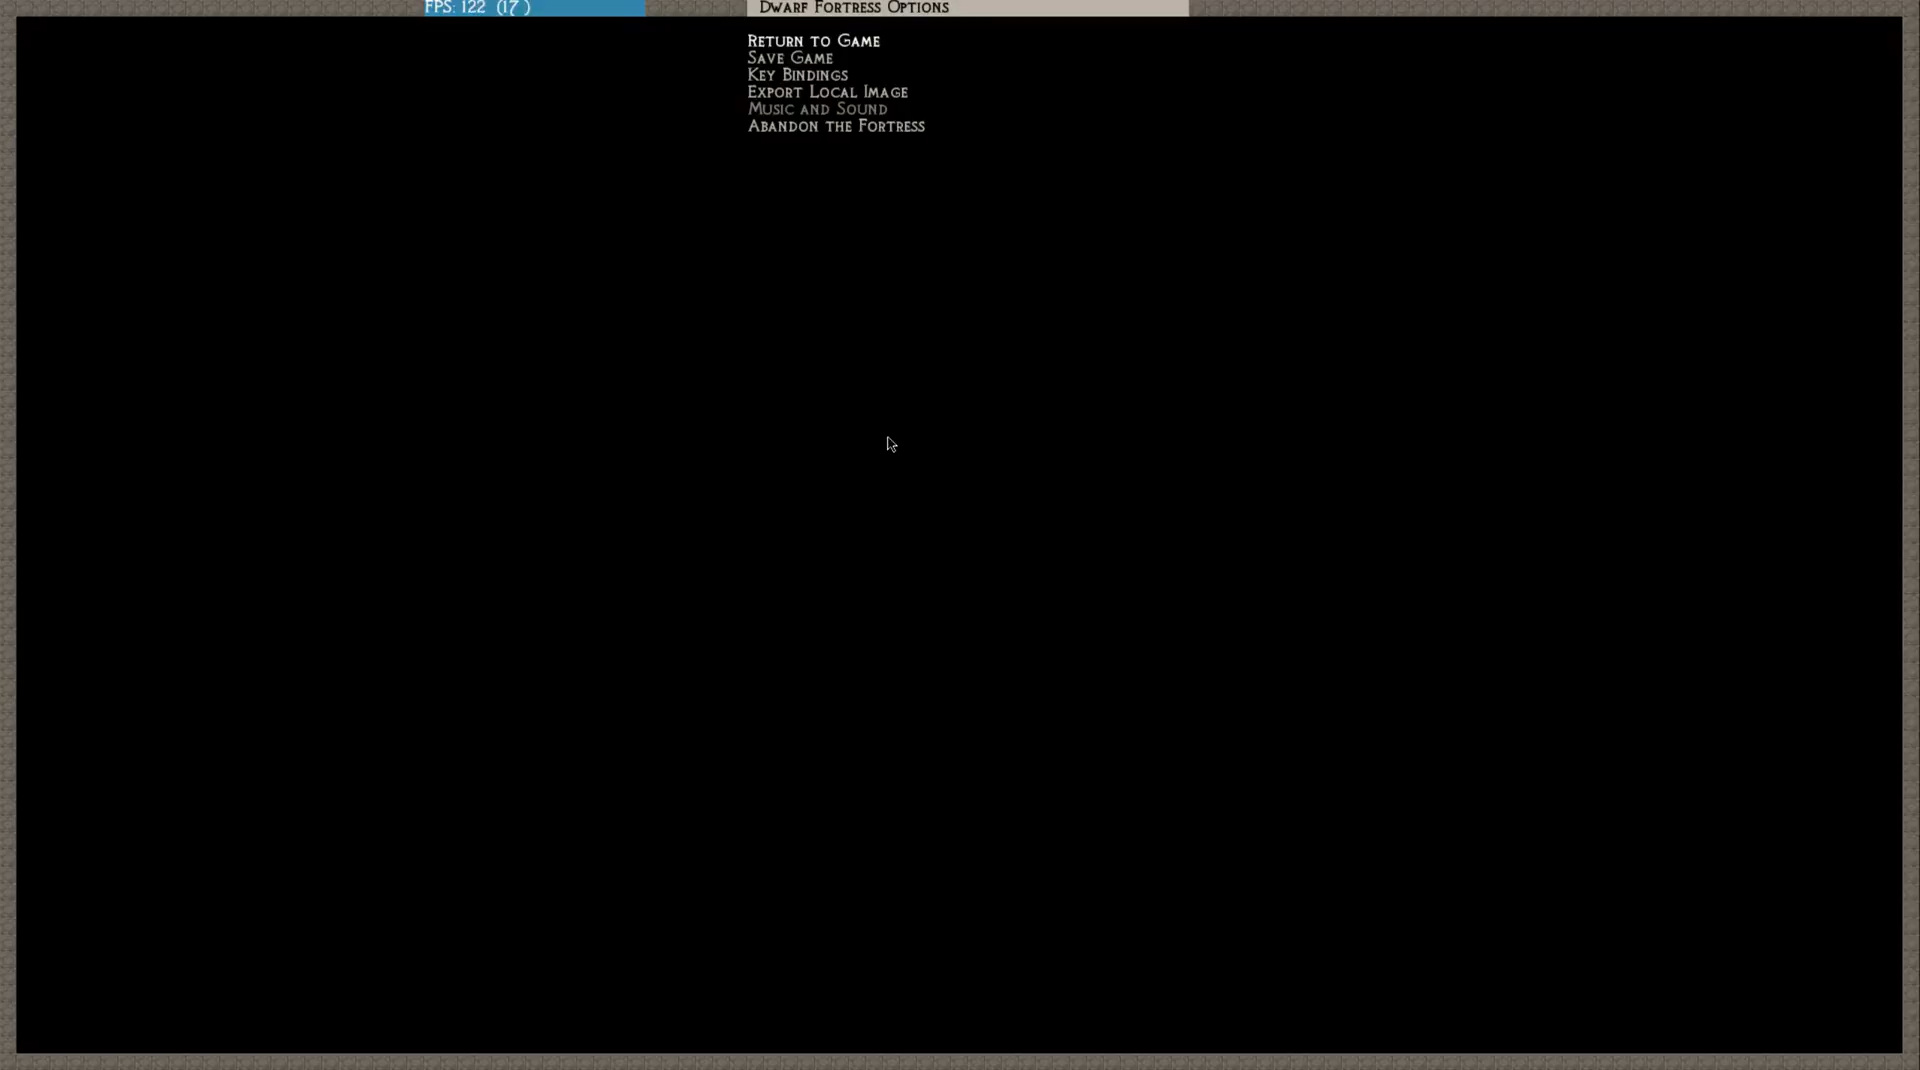 FPS: 122 (17 )
Dwarf Fortress Options
Return to Game
Save Game
Key Bindings
Export Local Image
Music and Sound
Abandon the Fortress